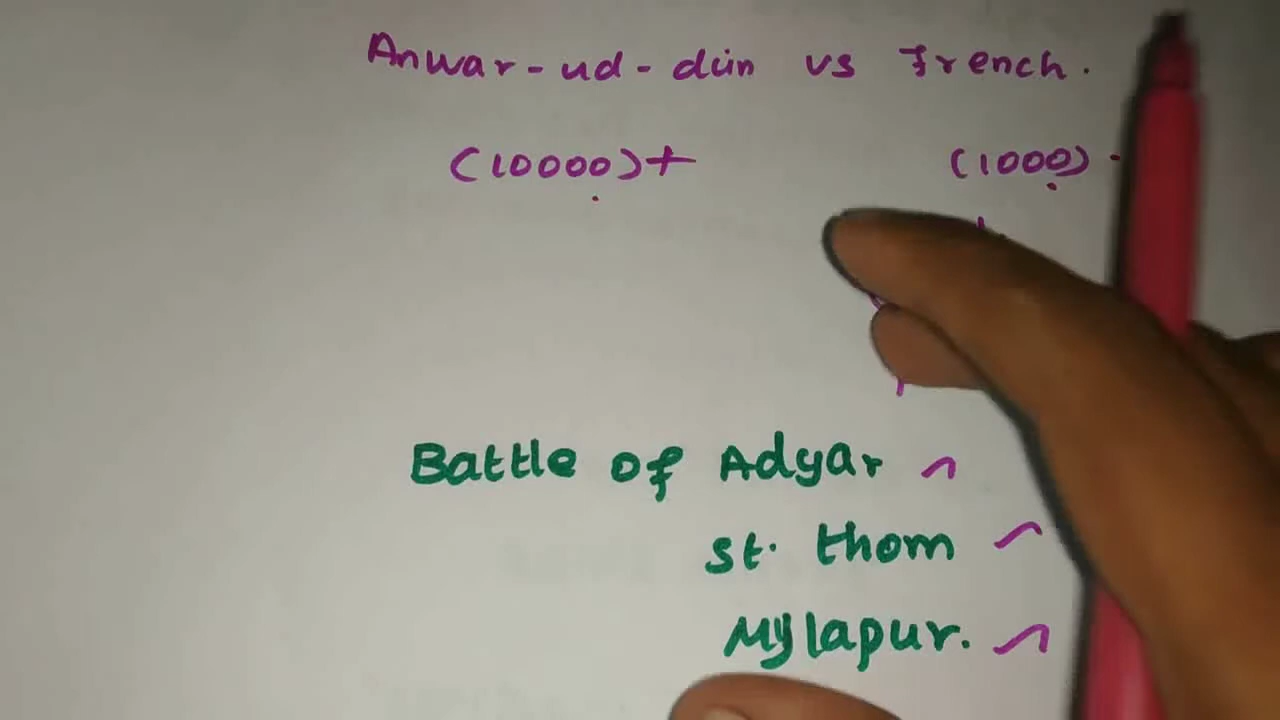 Anwar-ud-din vs French.
(10000)+ (1000)
Battle of Adyar
St. thom
Mylapur.